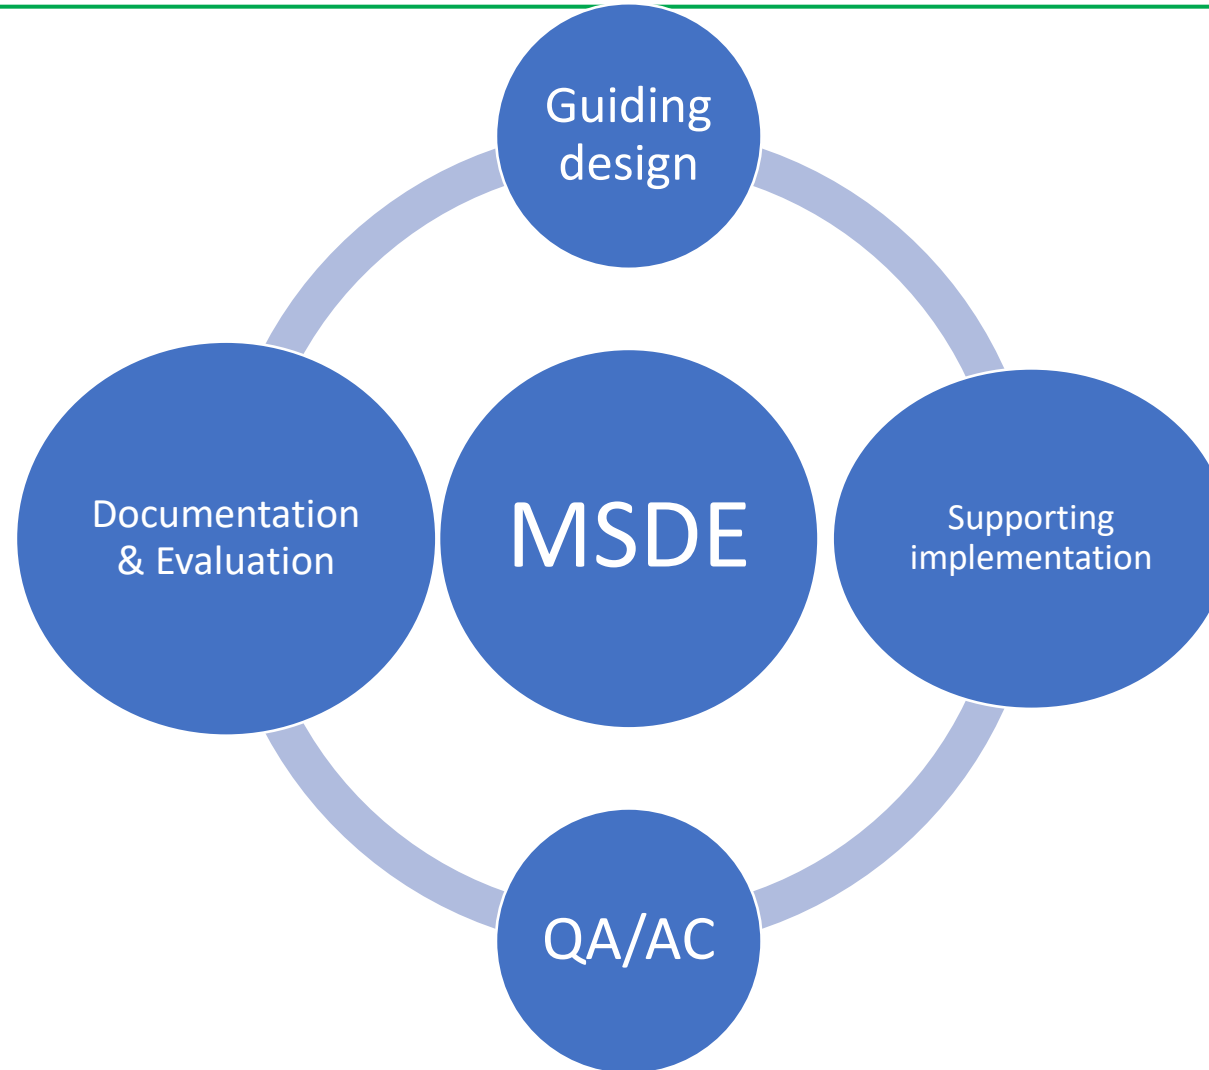 Guiding
design
Documentation
& Evaluation
MSDE
Supporting
implementation
QA/AC